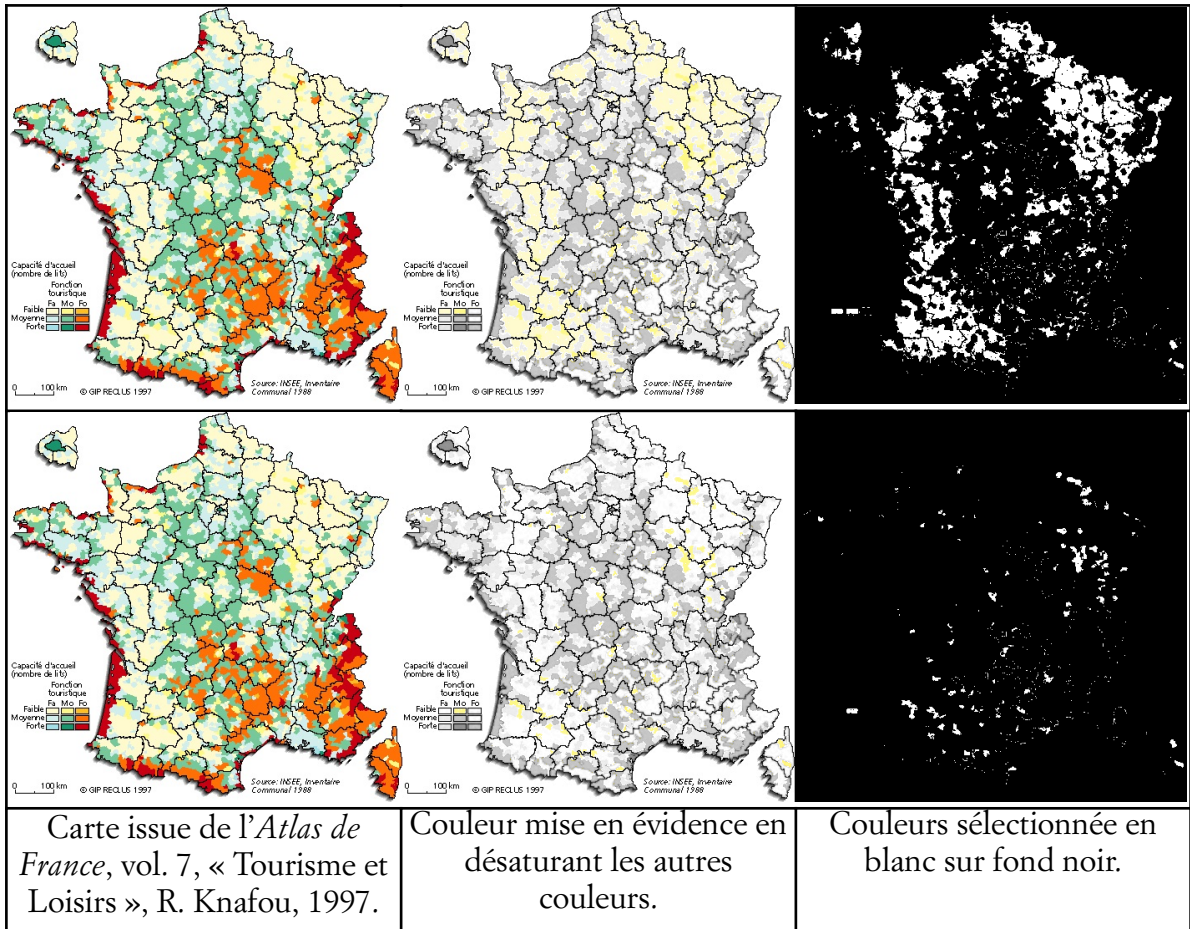 Capacité d'accueil
(nombre de lits)
Fonction
touristique
Fa Mo Fo
Faible
Moyenne
Forte
0 100 km
© GIP RECLUS 1997
Source: INSEE, Inventaire
Communal 1988
Capacité d'accueil
(nombre de lits)
Fonction
touristique
Fa Mo Fo
Faible
Moyenne
Forte
0 100 km
© GIP RECLUS 1997
Source: INSEE, Inventaire
Communal 1988
Capacité d'accueil
(nombre de lits)
Fonction
touristique
Fa Mo Fo
Faible
Moyenne
Forte
0 100 km
© GIP RECLUS 1997
Source: INSEE, Inventaire
Communal 1988
Capacité d'accueil
(nombre de lits)
Fonction
touristique
Fa Mo Fo
Faible
Moyenne
Forte
0 100 km
© GIP RECLUS 1997
Source: INSEE, Inventaire
Communal 1988
Carte issue de l'Atlas de
France, vol. 7, « Tourisme et
Loisirs », R. Knafou, 1997.
Couleur mise en évidence en
désaturant les autres
couleurs.
Couleurs sélectionnée en
blanc sur fond noir.